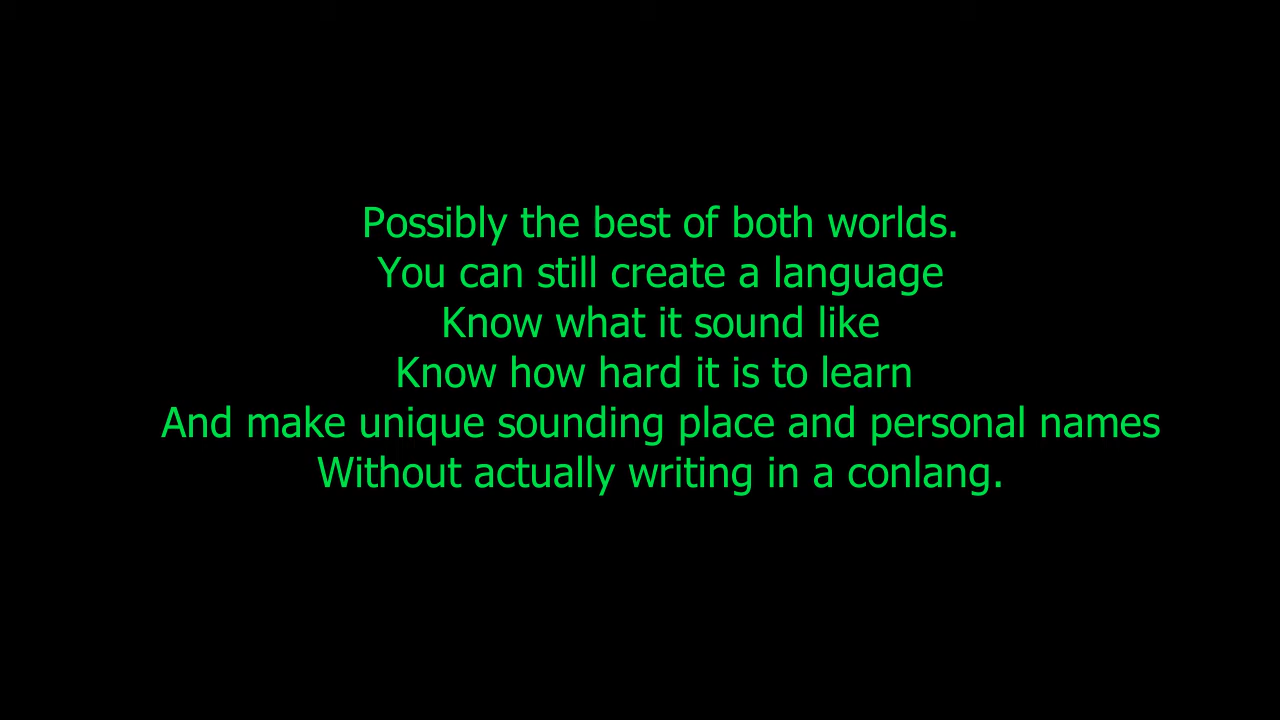 Possibly the best of both worlds.
You can still create a language
Know what it sound like
Know how hard it is to learn
And make unique sounding place and personal names
Without actually writing in a conlang.